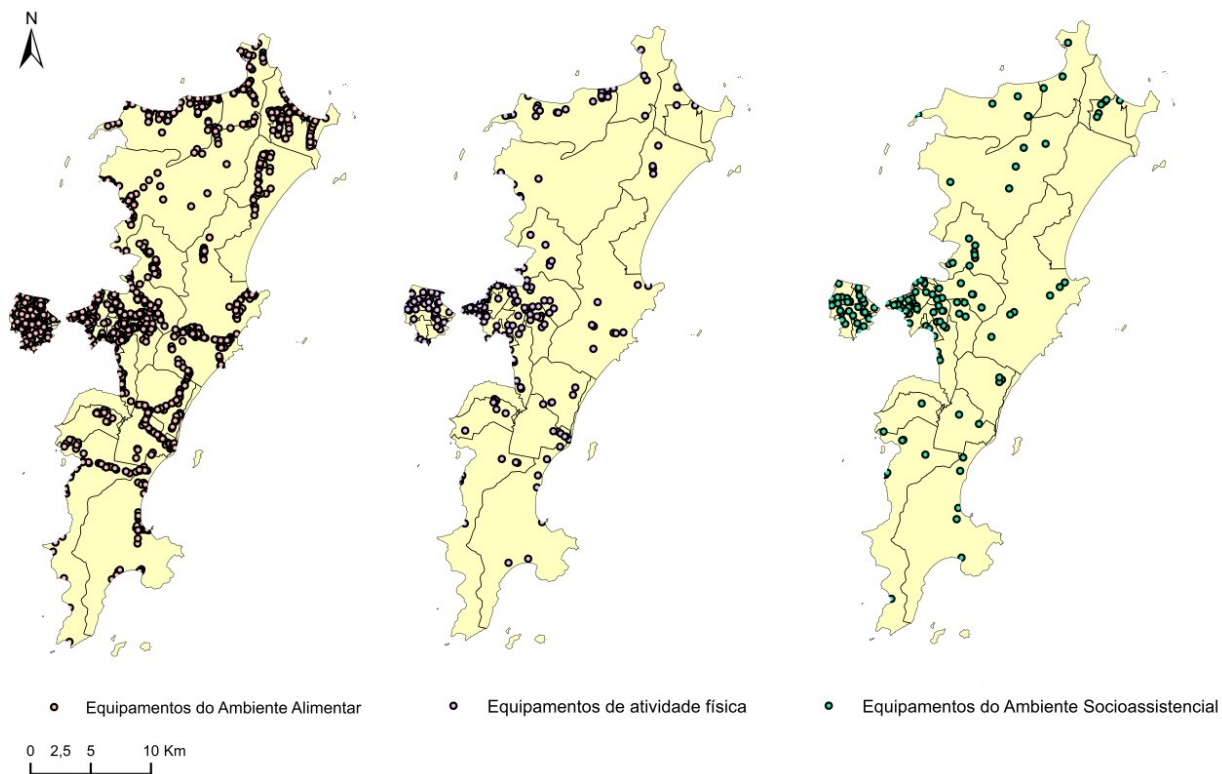 N
Equipamentos do Ambiente Alimentar
Equipamentos de atividade física
Equipamentos do Ambiente Socioassistencial
0 2,5 5 10 Km